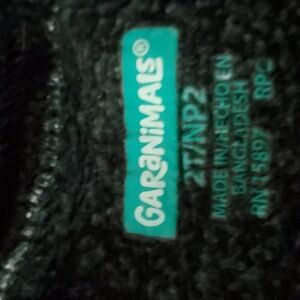 GARANIMALS®
2T/NP2
MADE IN/HECHO EN
BANGLADESH
RN 15897 RPC